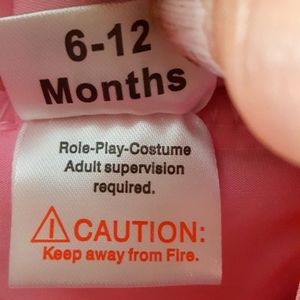 6-12
Months
Role-Play-Costume
Adult supervision
required.
CAUTION:
Keep away from Fire.